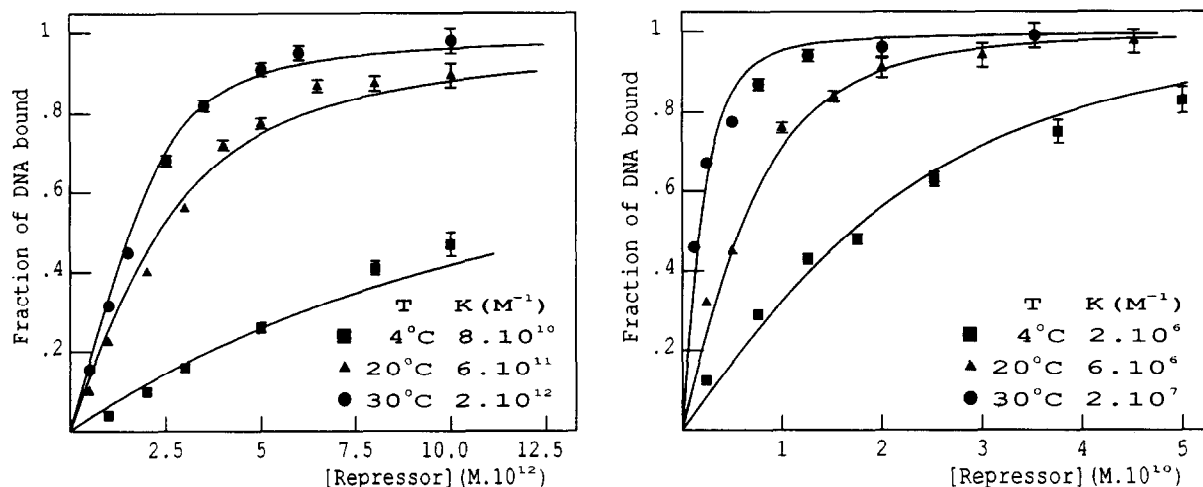 Fraction of DNA bound
1
.8
.6
.4
.2
T K(M⁻¹)
4°C 8.10¹⁰
20°C 6.10¹¹
30°C 2.10¹²
2.5 5 7.5 10.0 12.5
[Repressor](M.10¹²)
Fraction of DNA bound
1
.8
.6
.4
.2
T K(M⁻¹)
4°C 2.10⁶
20°C 6.10⁶
30°C 2.10⁷
1 2 3 4 5
[Repressor](M.10¹⁰)